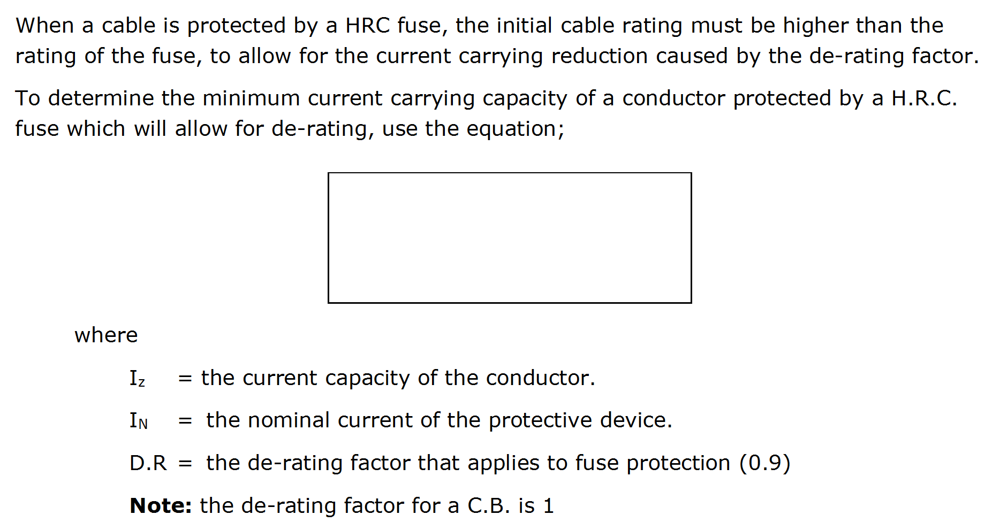 When a cable is protected by a HRC fuse, the initial cable rating must be higher than the
rating of the fuse, to allow for the current carrying reduction caused by the de-rating factor.
To determine the minimum current carrying capacity of a conductor protected by a H.R.C.
fuse which will allow for de-rating, use the equation;
where
Iz = the current capacity of the conductor.
IN = the nominal current of the protective device.
D.R = the de-rating factor that applies to fuse protection (0.9)
Note: the de-rating factor for a C.B. is 1